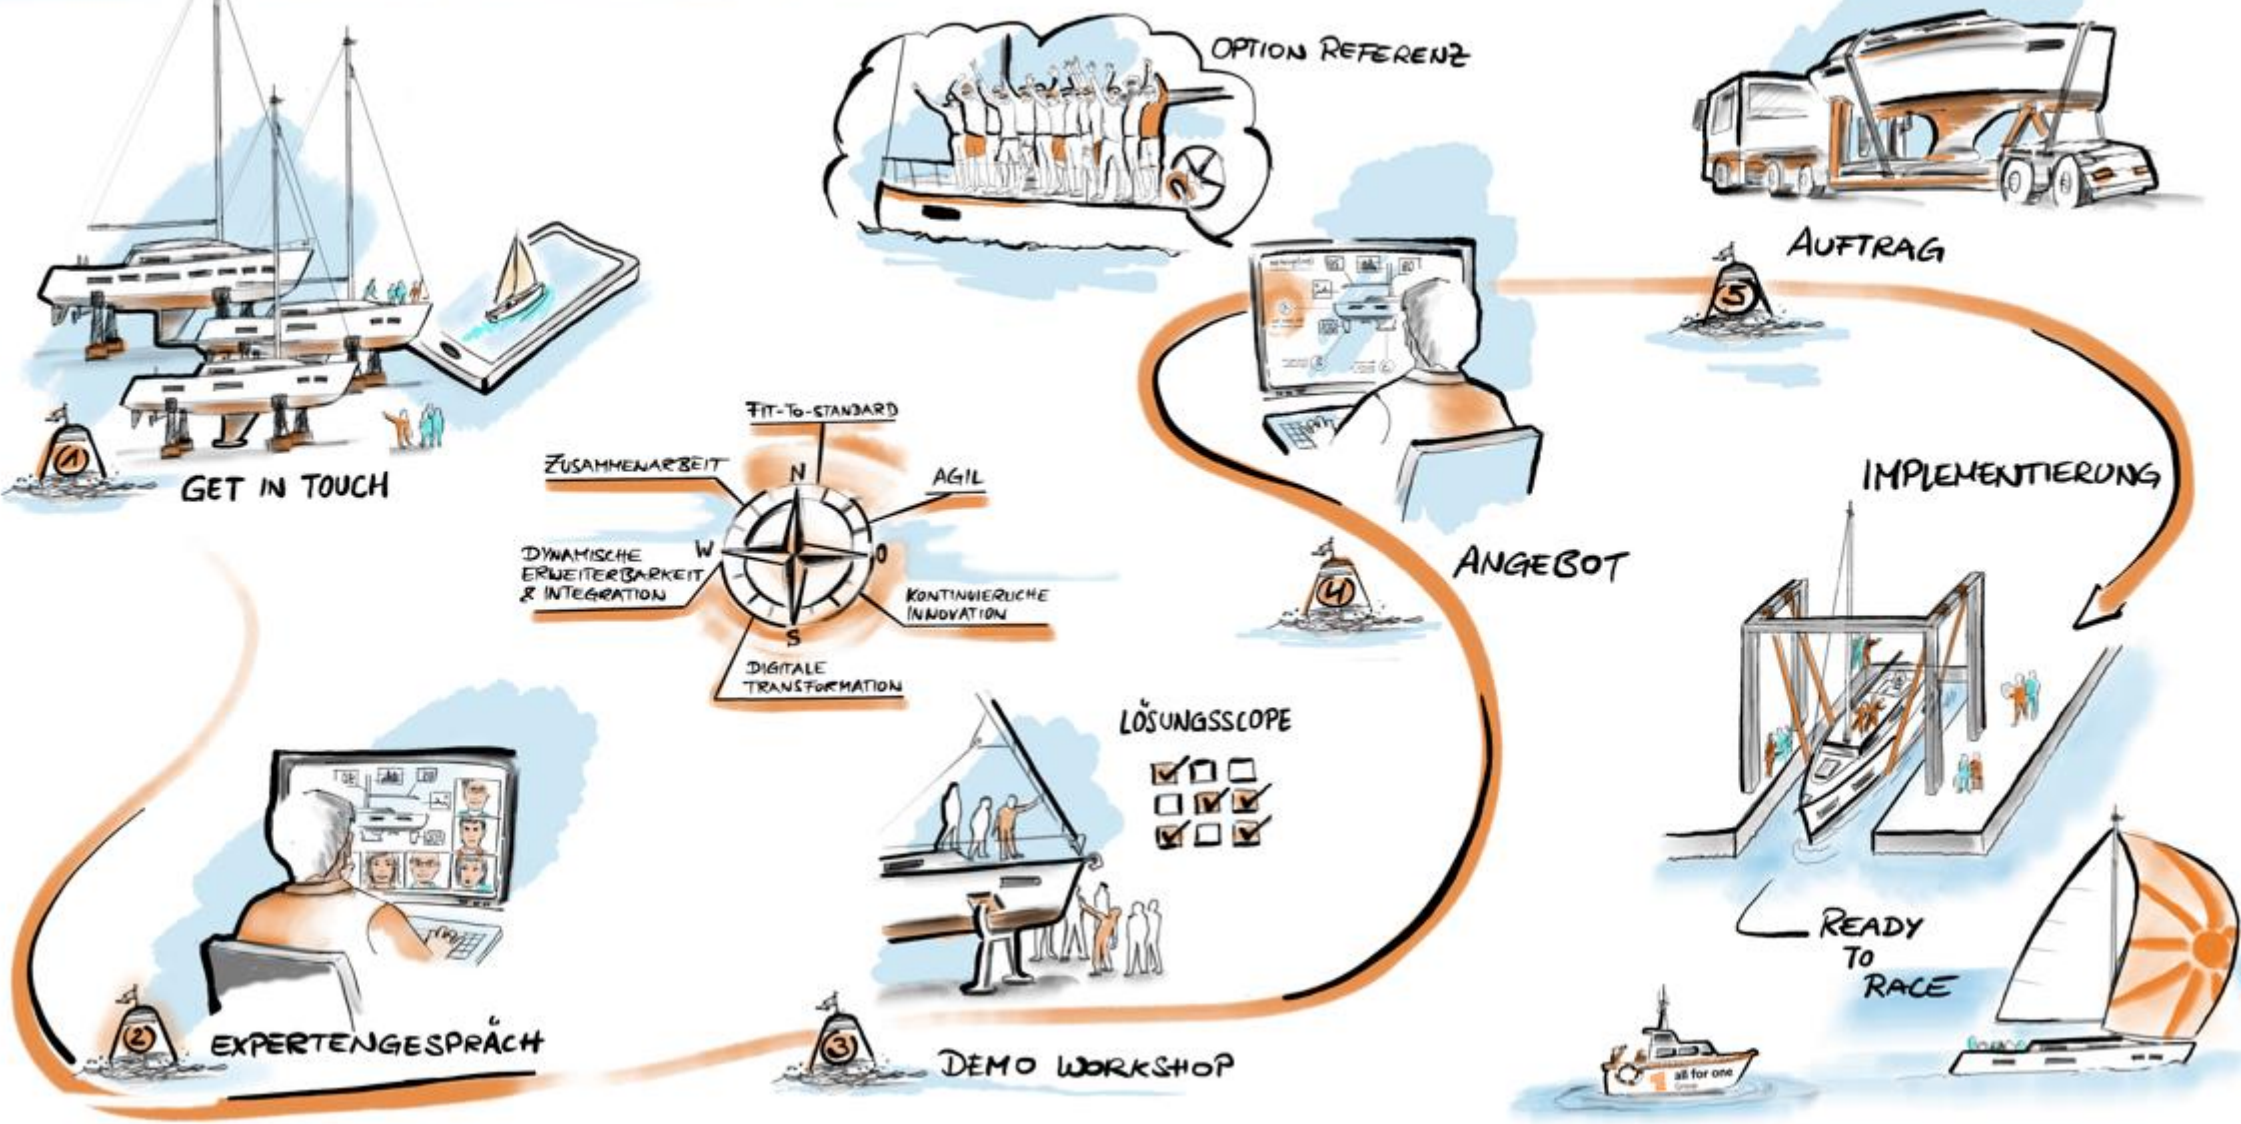 OPTION REFERENZ
AUFTRAG
5
1
GET IN TOUCH
FIT-TO-STANDARD
ZUSAMMENARBEIT
AGIL
N
W
O
S
DYNAMISCHE
ERWEITERBARKEIT
& INTEGRATION
KONTINUIERLICHE
INNOVATION
DIGITALE
TRANSFORMATION
4
ANGEBOT
IMPLEMENTIERUNG
2
EXPERTENGESPRÄCH
LÖSUNGSSCOPE
3
DEMO WORKSHOP
READY
TO
RACE
all for one
Group